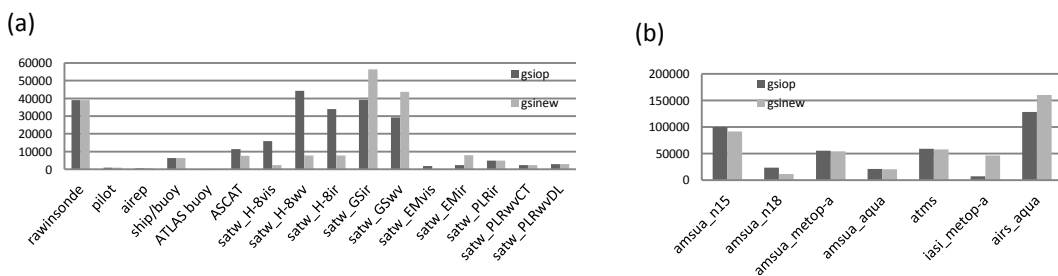 (a)
60000
50000
40000
30000
20000
10000
0
gsiop
gsinew
rawinsonde
pilot
airep
ship/buoy
ATLAS buoy
ASCAT
satw_H-8vis
satw_H-8wv
satw_H-8ir
satw_GSir
satw_GSwv
satw_EMvis
satw_EMir
satw_PLRir
satw_PLRwvCT
satw_PLRwvDL
(b)
200000
150000
100000
50000
0
gsiop
gsinew
amsua_n15
amsua_n18
amsua_metop-a
amsua_aqua
atms
iasi_metop-a
airs_aqua